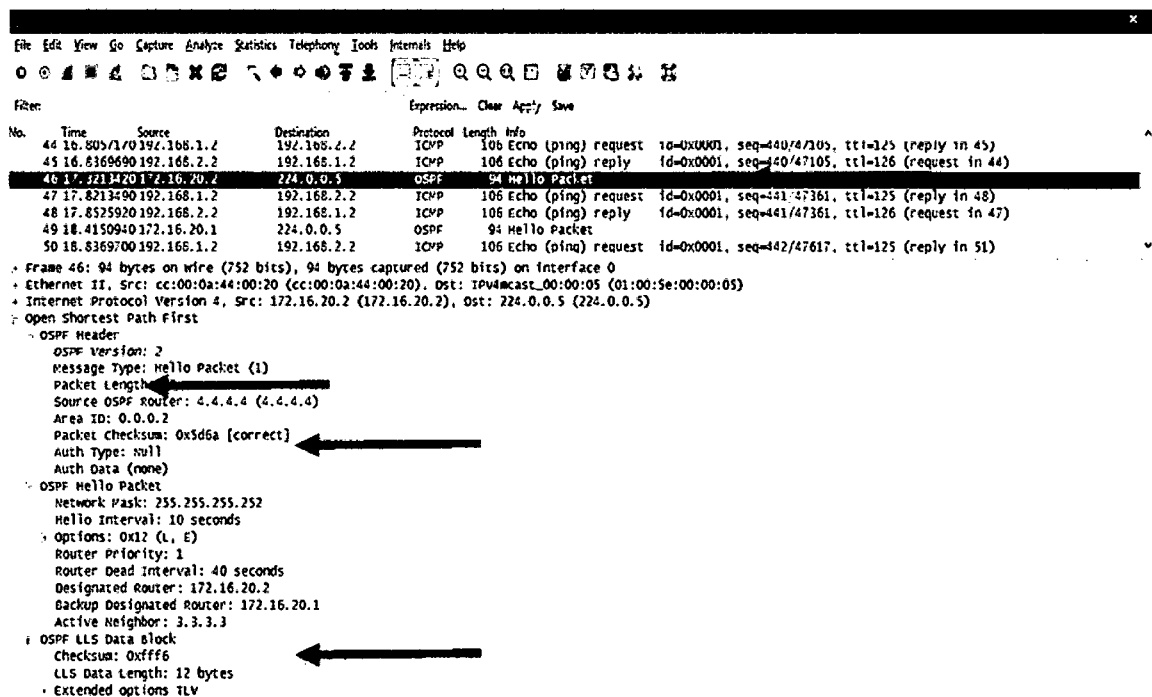 File Edit View Go Capture Analyze Statistics Telephony Tools Internals Help
Filter: Expression... Clear Apply Save
No. Time Source Destination Protocol Length Info
44 16.8057170 192.168.1.2 192.168.2.2 ICMP 106 Echo (ping) request id=0x0001, seq=440/47105, ttl=125 (reply in 45)
45 16.8369690 192.168.2.2 192.168.1.2 ICMP 106 Echo (ping) reply id=0x0001, seq=440/47105, ttl=126 (request in 44)
46 17.3213420 172.16.20.2 224.0.0.5 OSPF 94 Hello Packet
47 17.8213490 192.168.1.2 192.168.2.2 ICMP 106 Echo (ping) request id=0x0001, seq=441/47361, ttl=125 (reply in 48)
48 17.8525920 192.168.2.2 192.168.1.2 ICMP 106 Echo (ping) reply id=0x0001, seq=441/47361, ttl=126 (request in 47)
49 18.4150940 172.16.20.1 224.0.0.5 OSPF 94 Hello Packet
50 18.8369700 192.168.1.2 192.168.2.2 ICMP 106 Echo (ping) request id=0x0001, seq=442/47617, ttl=125 (reply in 51)
Frame 46: 94 bytes on wire (752 bits), 94 bytes captured (752 bits) on interface 0
Ethernet II, Src: cc:00:0a:44:00:20 (cc:00:0a:44:00:20), Dst: IPv4mcast_00:00:05 (01:00:5e:00:00:05)
Internet Protocol Version 4, Src: 172.16.20.2 (172.16.20.2), Dst: 224.0.0.5 (224.0.0.5)
Open Shortest Path First
OSPF Header
OSPF Version: 2
Message Type: Hello Packet (1)
Packet Length
Source OSPF Router: 4.4.4.4 (4.4.4.4)
Area ID: 0.0.0.2
Packet Checksum: 0x5d6a [correct]
Auth Type: Null
Auth Data (none)
OSPF Hello Packet
Network Mask: 255.255.255.252
Hello Interval: 10 seconds
Options: 0x12 (L, E)
Router Priority: 1
Router Dead Interval: 40 seconds
Designated Router: 172.16.20.2
Backup Designated Router: 172.16.20.1
Active Neighbor: 3.3.3.3
OSPF LLS Data Block
Checksum: 0xfff6
LLS Data Length: 12 bytes
Extended options TLV